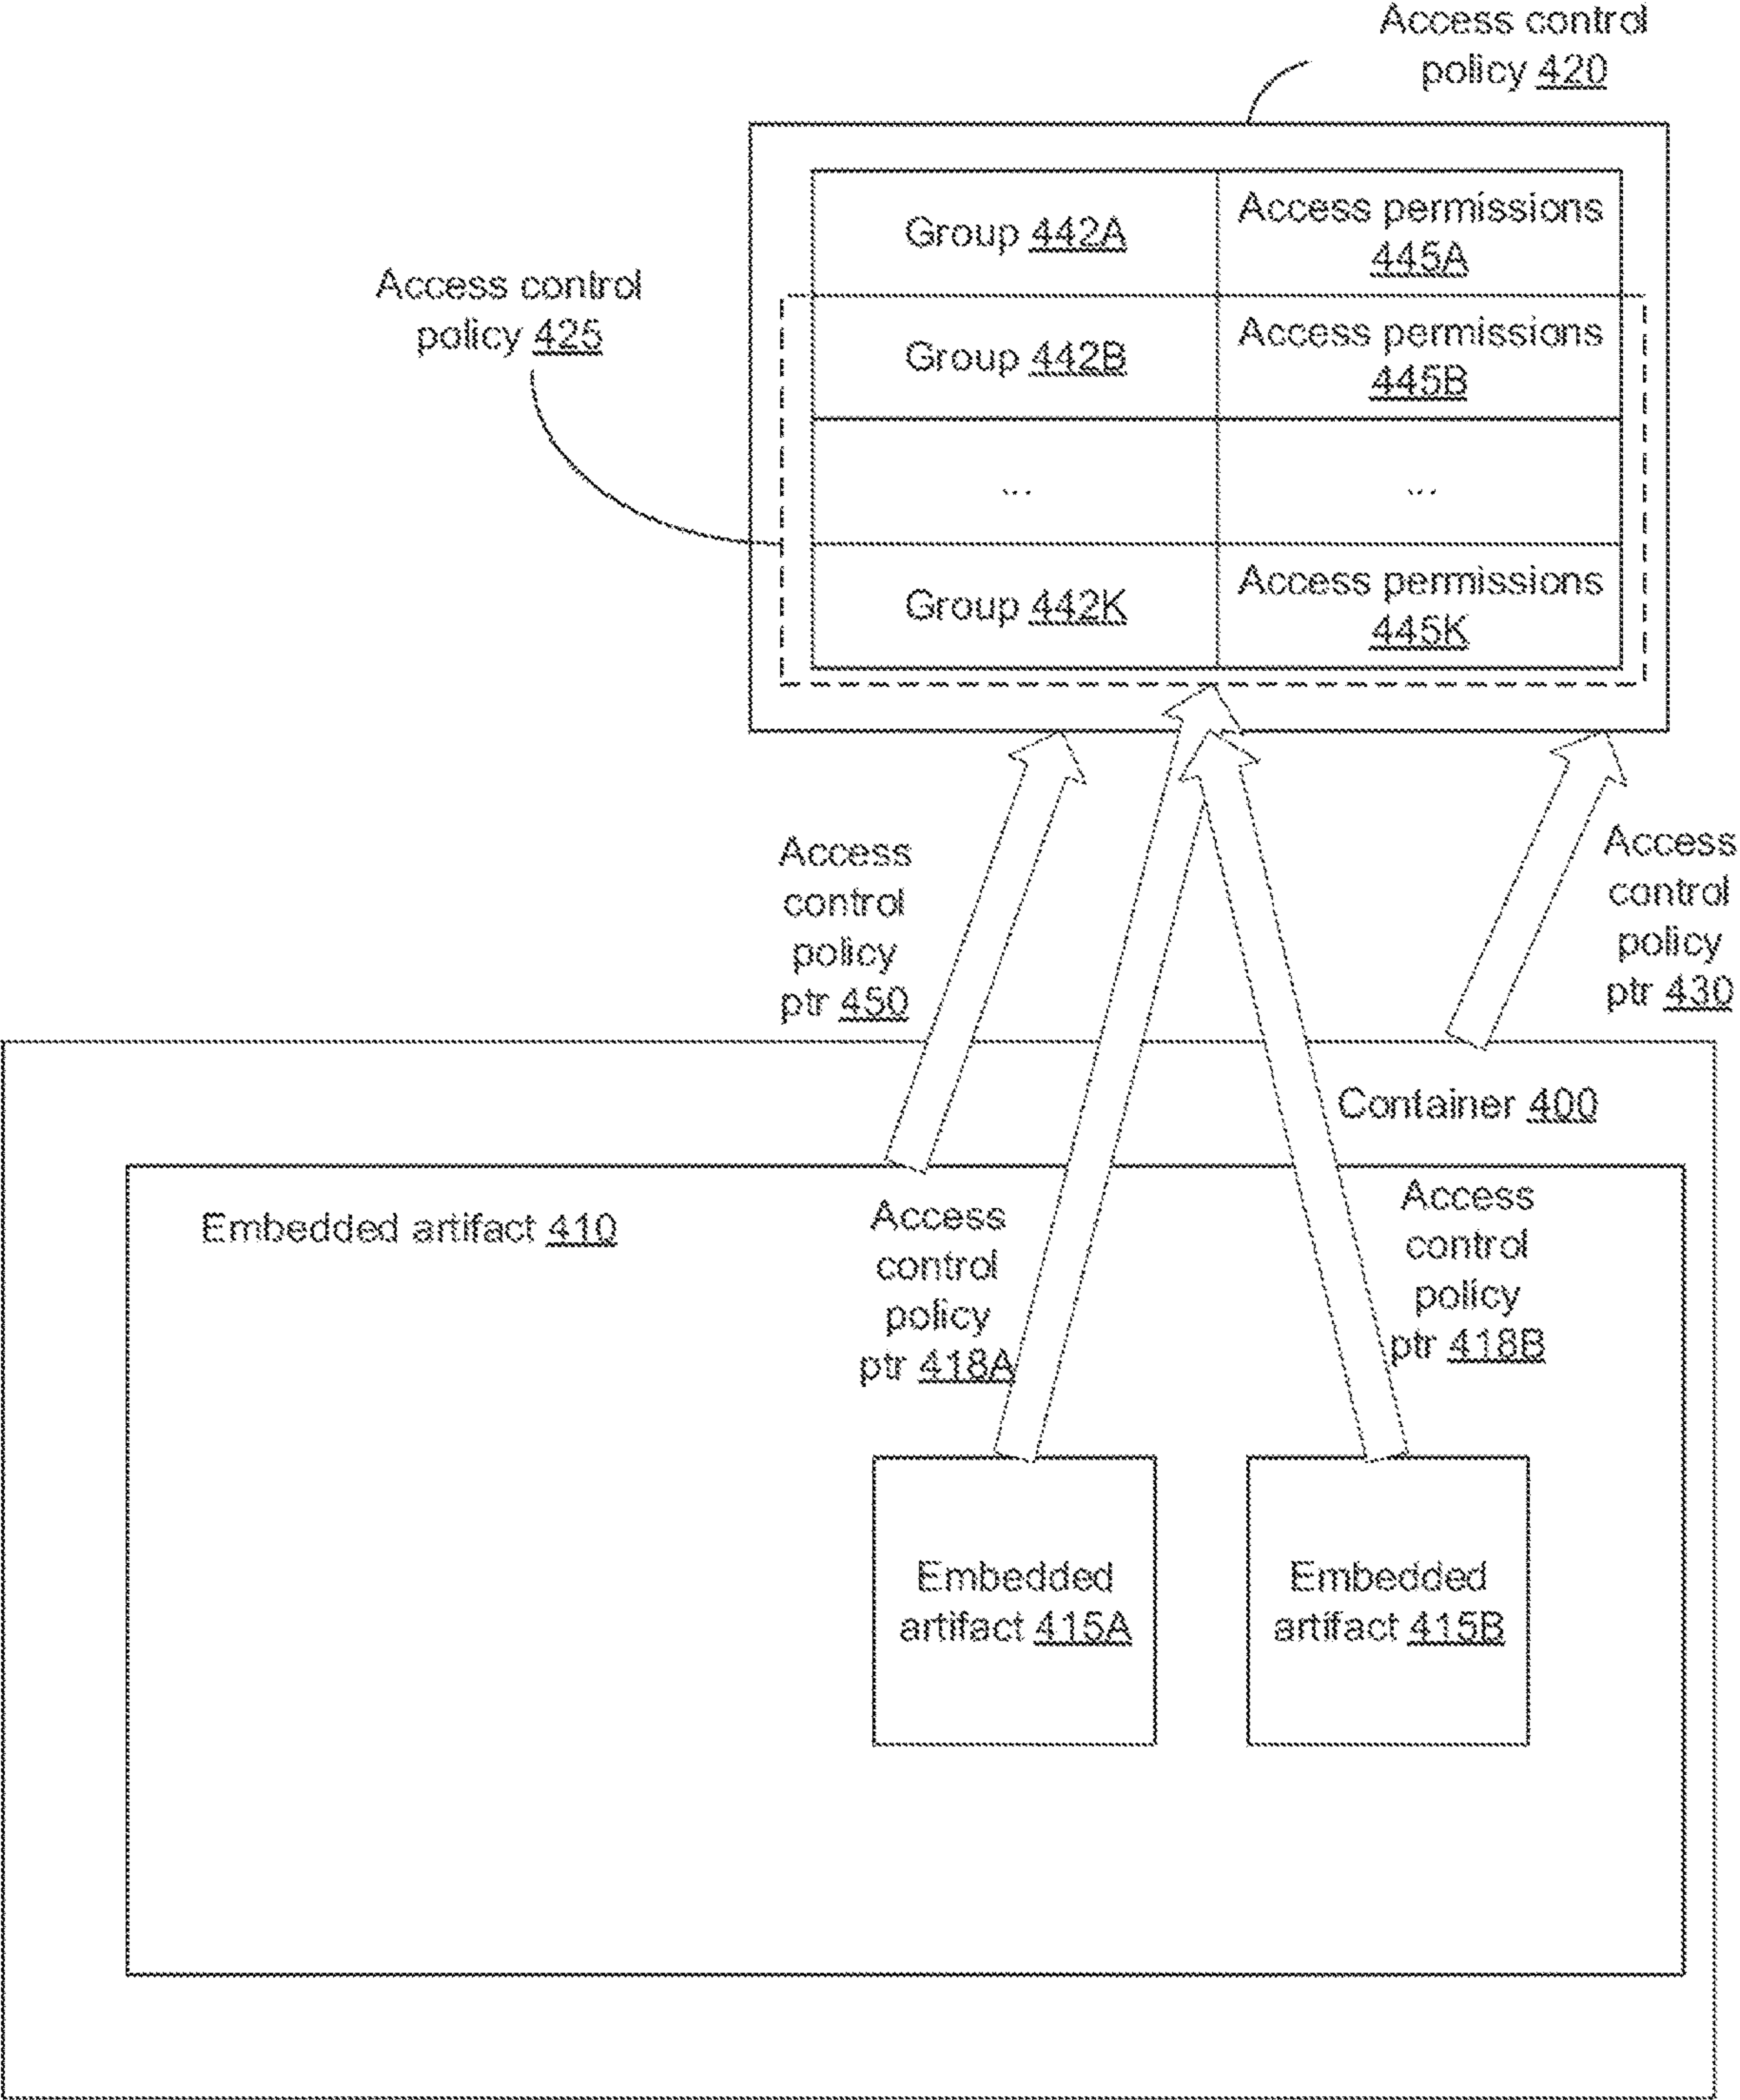 Access control
policy 420
Group 442A
Access permissions
445A
Access control
policy 425
Group 442B
Access permissions
445B
...
...
Group 442K
Access permissions
445K
Access
control
policy
ptr 450
Access
control
policy
ptr 430
Container 400
Embedded artifact 410
Access
control
policy
ptr 418A
Access
control
policy
ptr 418B
Embedded
artifact 415A
Embedded
artifact 415B